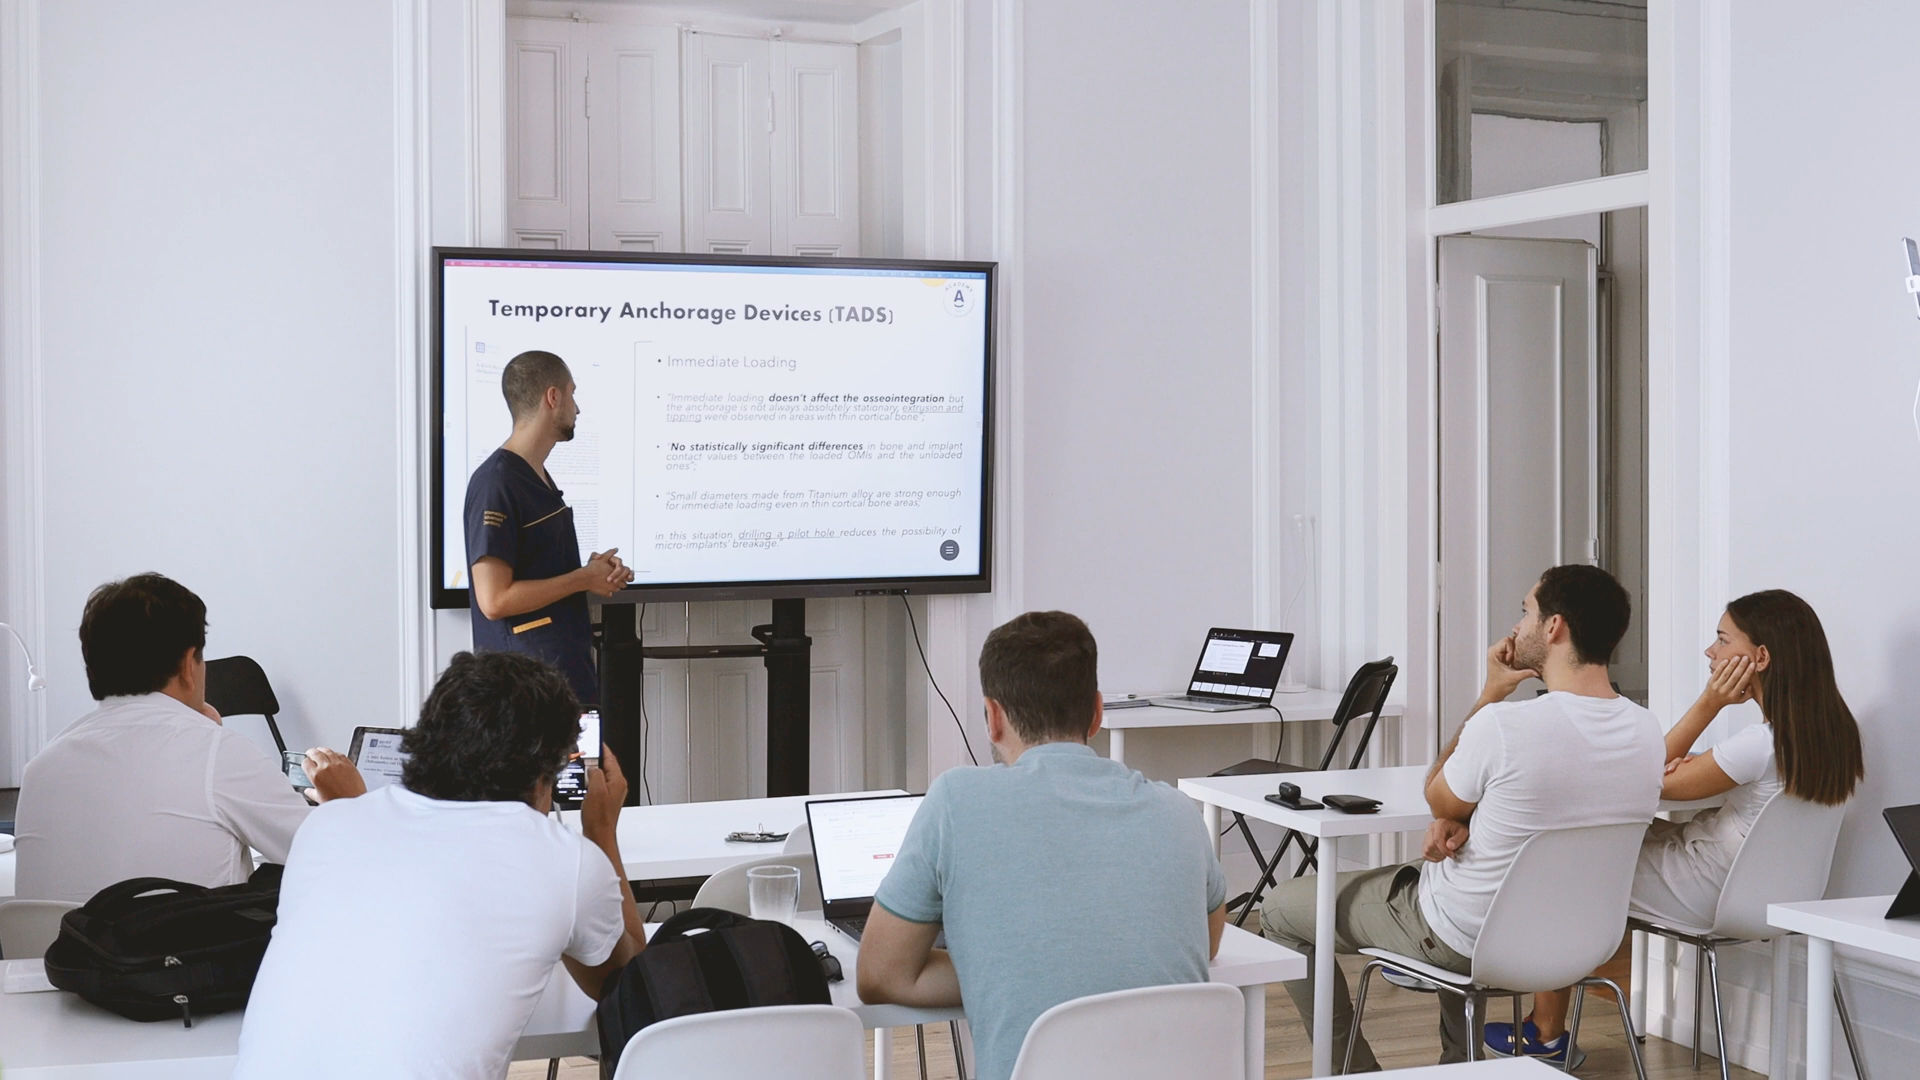 ACADEMY
A
Temporary Anchorage Devices (TADS)
• Immediate Loading
• "Immediate loading doesn't affect the osseointegration but
the anchorage is not always absolutely stationary, extrusion and
tipping were observed in areas with thin cortical bone";
• "No statistically significant differences in bone and implant
contact values between the loaded OMIs and the unloaded
ones";
• "Small diameters made from Titanium alloy are strong enough
for immediate loading even in thin cortical bone areas,
in this situation drilling a pilot hole reduces the possibility of
micro-implants' breakage."